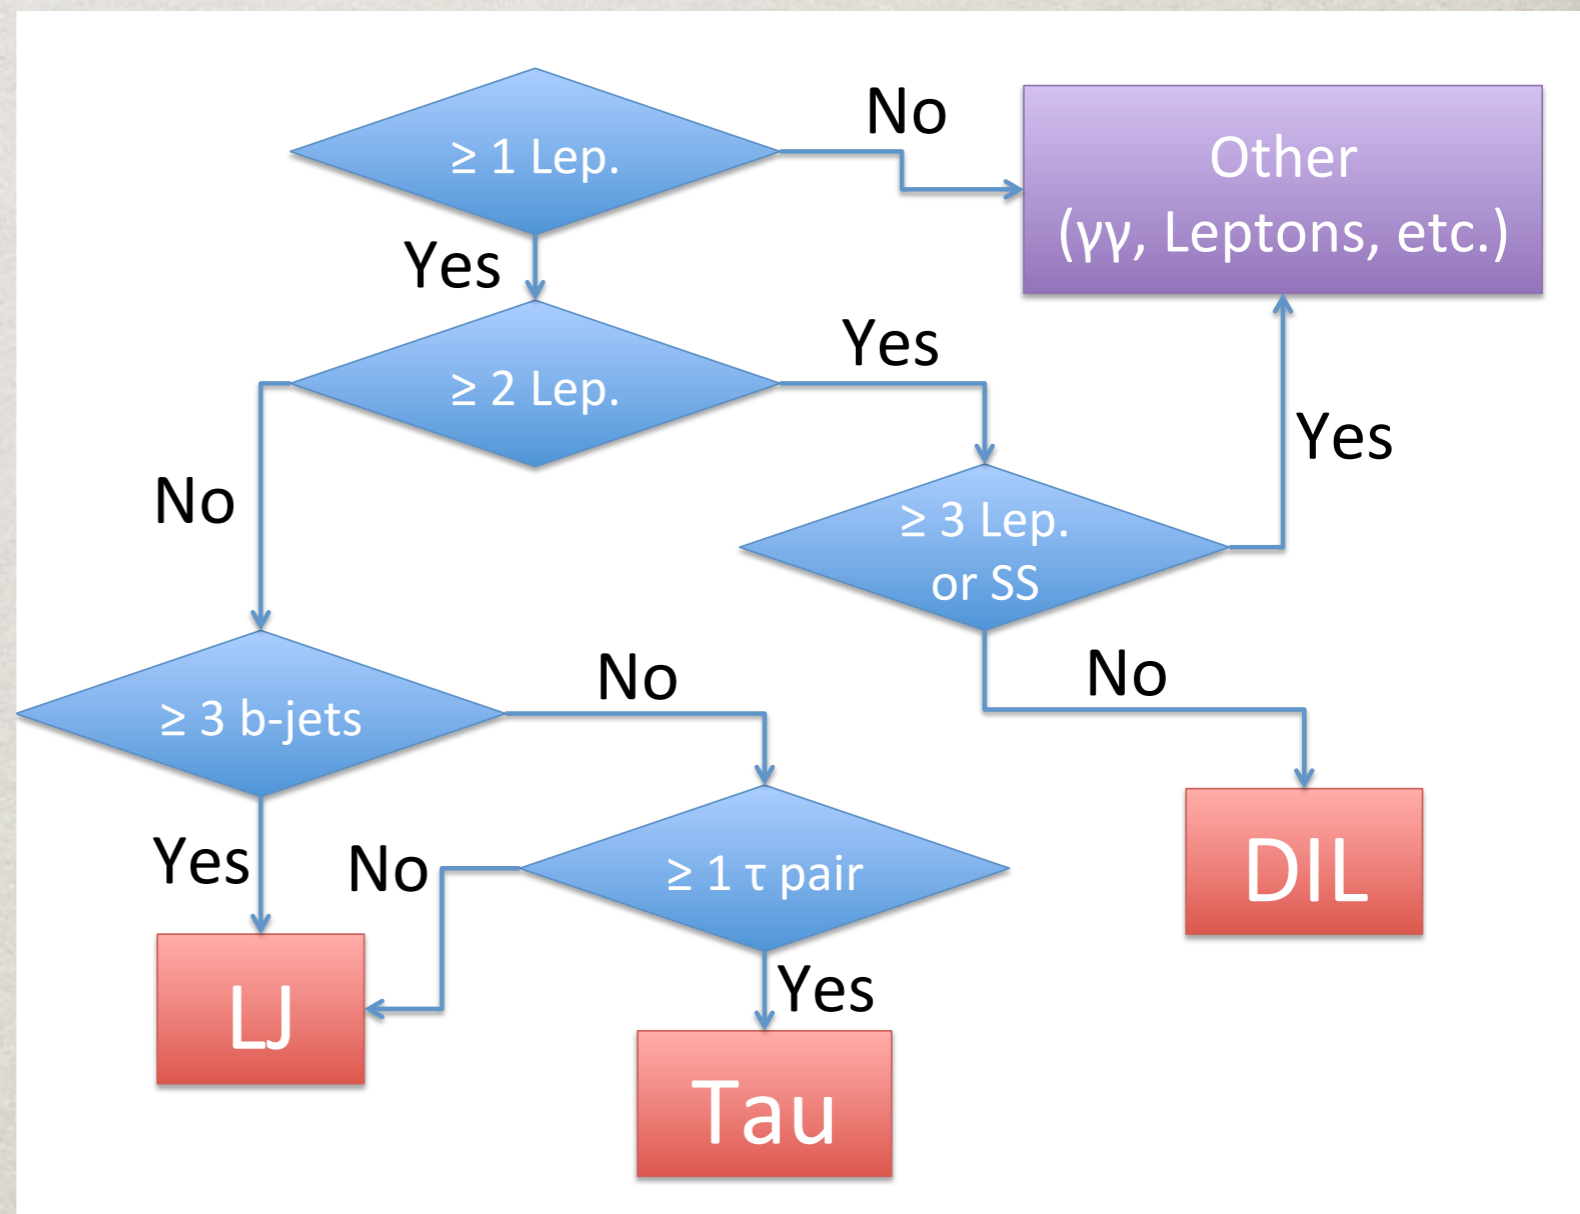 ≥ 1 Lep.
No
Other
(γγ, Leptons, etc.)
Yes
≥ 2 Lep.
Yes
Yes
No
≥ 3 Lep.
or SS
No
No
≥ 3 b-jets
Yes
No
≥ 1 τ pair
DIL
LJ
Yes
Tau